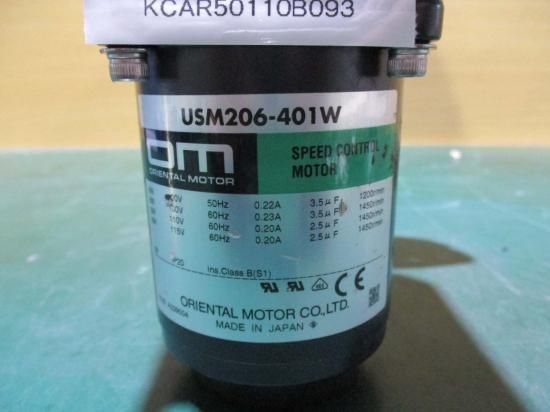 KCAR50110B093
USM206-401W
om
ORIENTAL MOTOR
SPEED CONTROL
MOTOR
50Hz 0.22A 3.5μF 1200r/min
60Hz 0.23A 3.5μF 1450r/min
110V 60Hz 0.20A 2.5μF 1450r/min
115V 60Hz 0.20A 2.5μF 1450r/min
Ins.Class B(S1)
CE
ORIENTAL MOTOR CO.,LTD.
MADE IN JAPAN